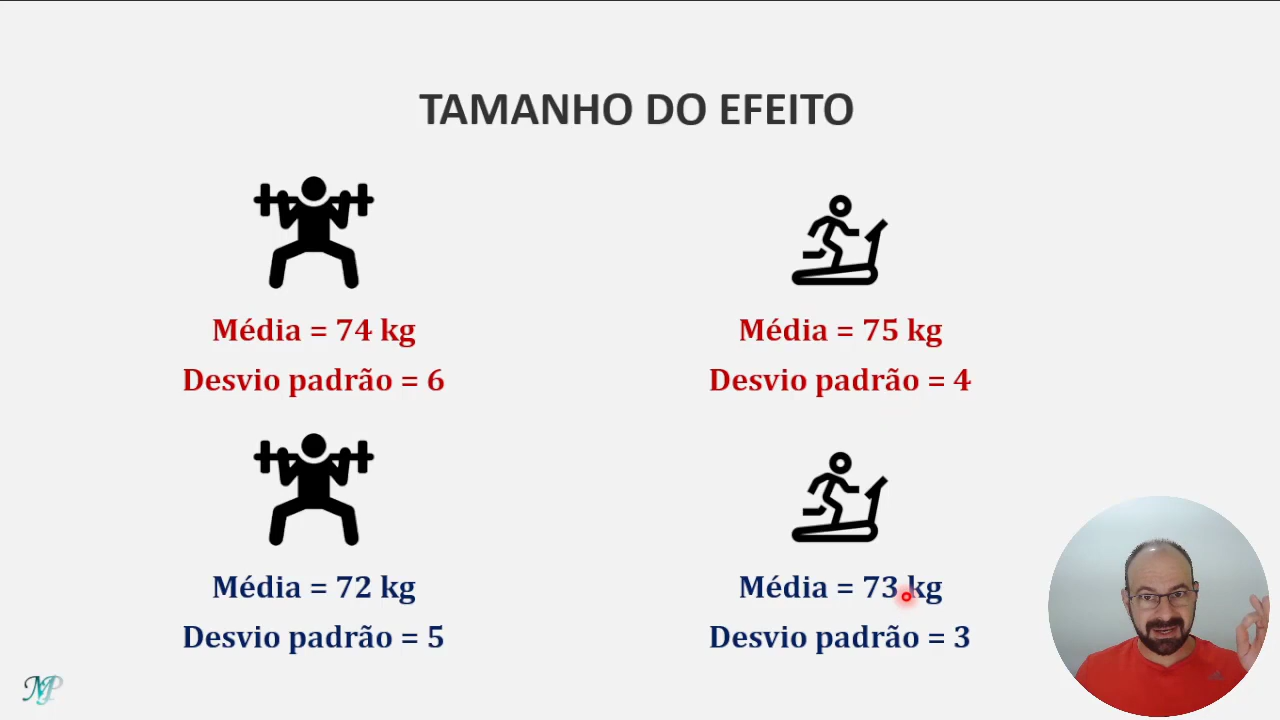 TAMANHO DO EFEITO
Média = 74 kg
Desvio padrão = 6
Média = 75 kg
Desvio padrão = 4
Média = 72 kg
Desvio padrão = 5
Média = 73 kg
Desvio padrão = 3
MP